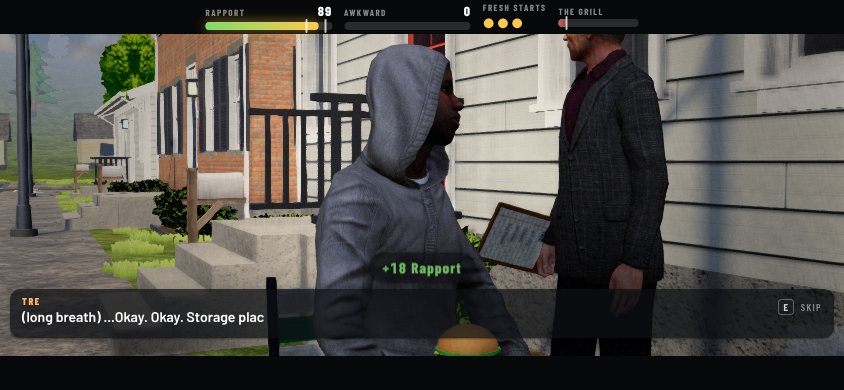 RAPPORT 89 AWKWARD 0 FRESH STARTS THE GRILL
+18 Rapport
TRE
(long breath) ...Okay. Okay. Storage plac
E SKIP